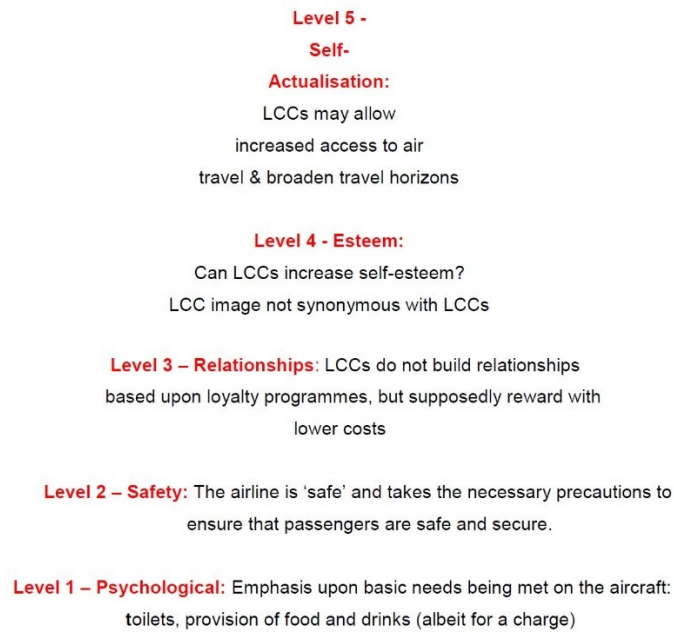 Level 5 -
Self-
Actualisation:
LCCs may allow
increased access to air
travel & broaden travel horizons
Level 4 - Esteem:
Can LCCs increase self-esteem?
LCC image not synonymous with LCCs
Level 3 – Relationships: LCCs do not build relationships
based upon loyalty programmes, but supposedly reward with
lower costs
Level 2 – Safety: The airline is ‘safe’ and takes the necessary precautions to
ensure that passengers are safe and secure.
Level 1 – Psychological: Emphasis upon basic needs being met on the aircraft:
toilets, provision of food and drinks (albeit for a charge)